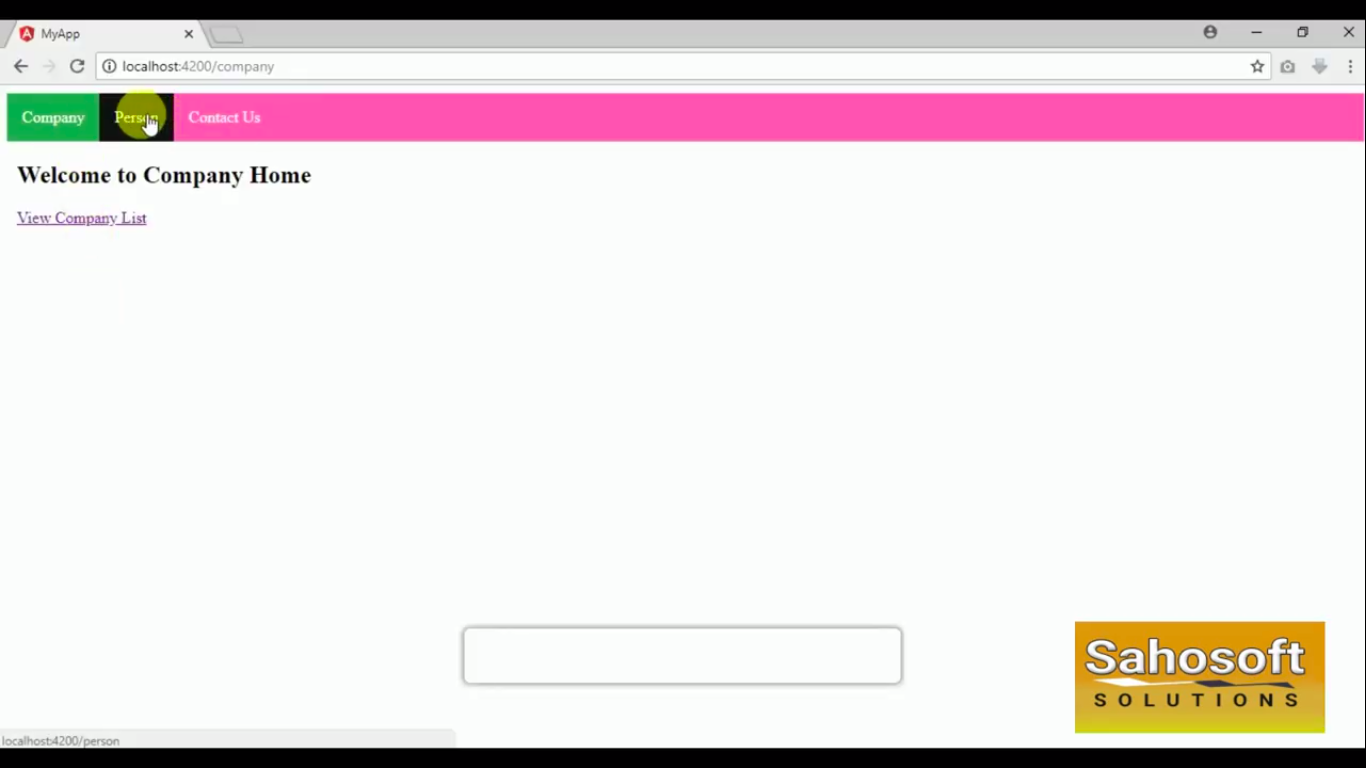 MyApp
localhost:4200/company
Company Person Contact Us
Welcome to Company Home
View Company List
Sahosoft
SOLUTIONS
localhost:4200/person